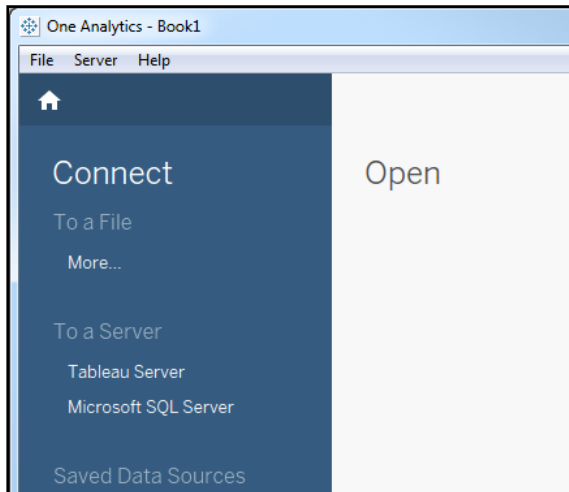 One Analytics - Book1
File Server Help
Connect
Open
To a File
More...
To a Server
Tableau Server
Microsoft SQL Server
Saved Data Sources